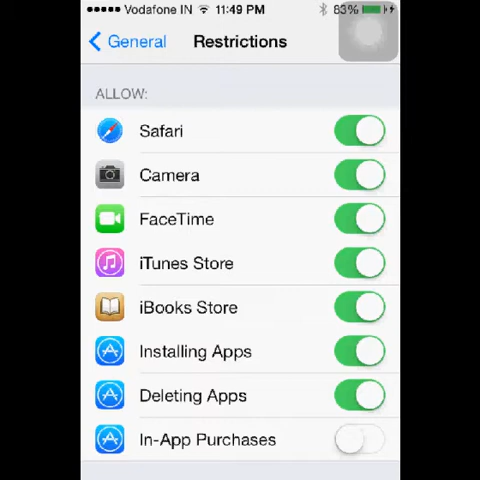 Vodafone IN 11:49 PM 83%
General Restrictions
ALLOW:
Safari
Camera
FaceTime
iTunes Store
iBooks Store
Installing Apps
Deleting Apps
In-App Purchases